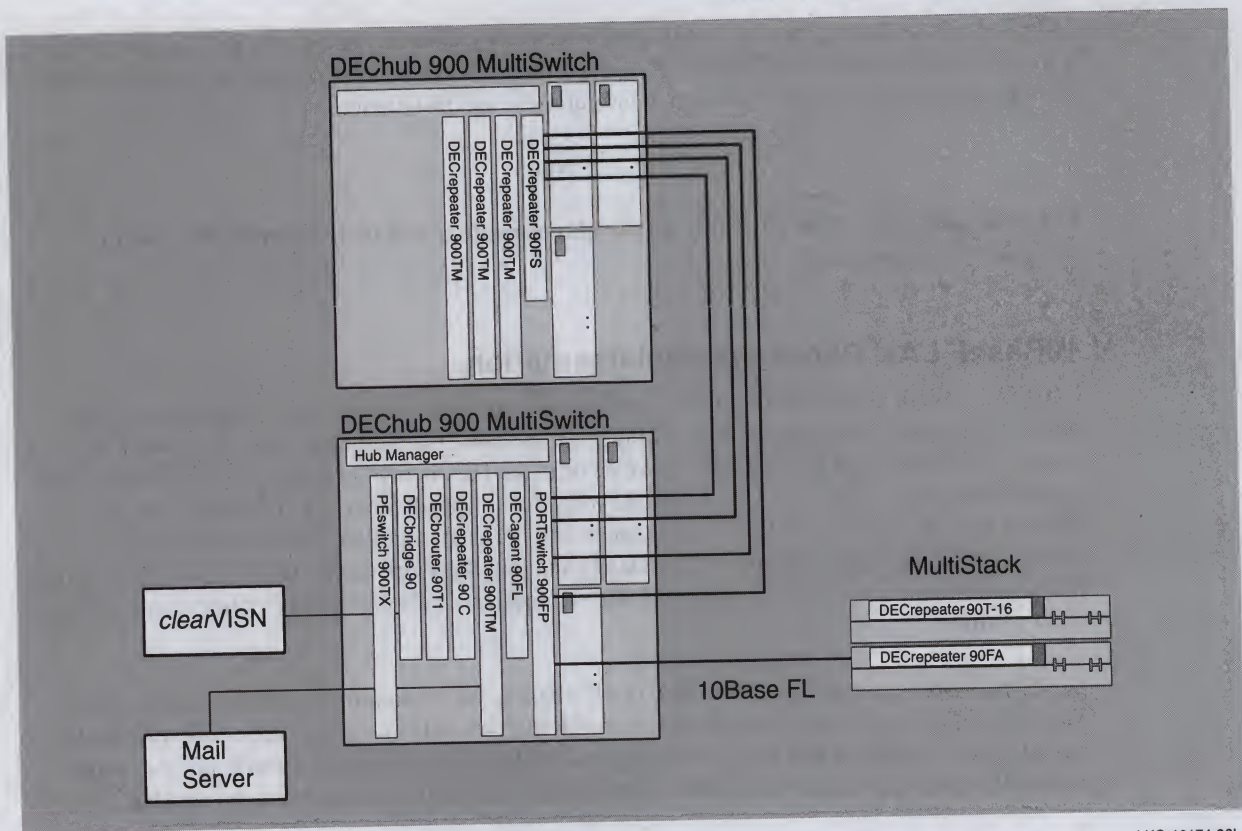 DEChub 900 MultiSwitch
DECrepeater 900TM
DECrepeater 900TM
DECrepeater 900TM
DECrepeater 90FS
DEChub 900 MultiSwitch
Hub Manager
PEswitch 900TX
DECbridge 90
DECbrouter 90T1
DECrepeater 90 C
DECrepeater 900TM
DECagent 90FL
PORTswitch 900FP
clearVISN
Mail
Server
10Base FL
MultiStack
DECrepeater 90T-16
DECrepeater 90FA